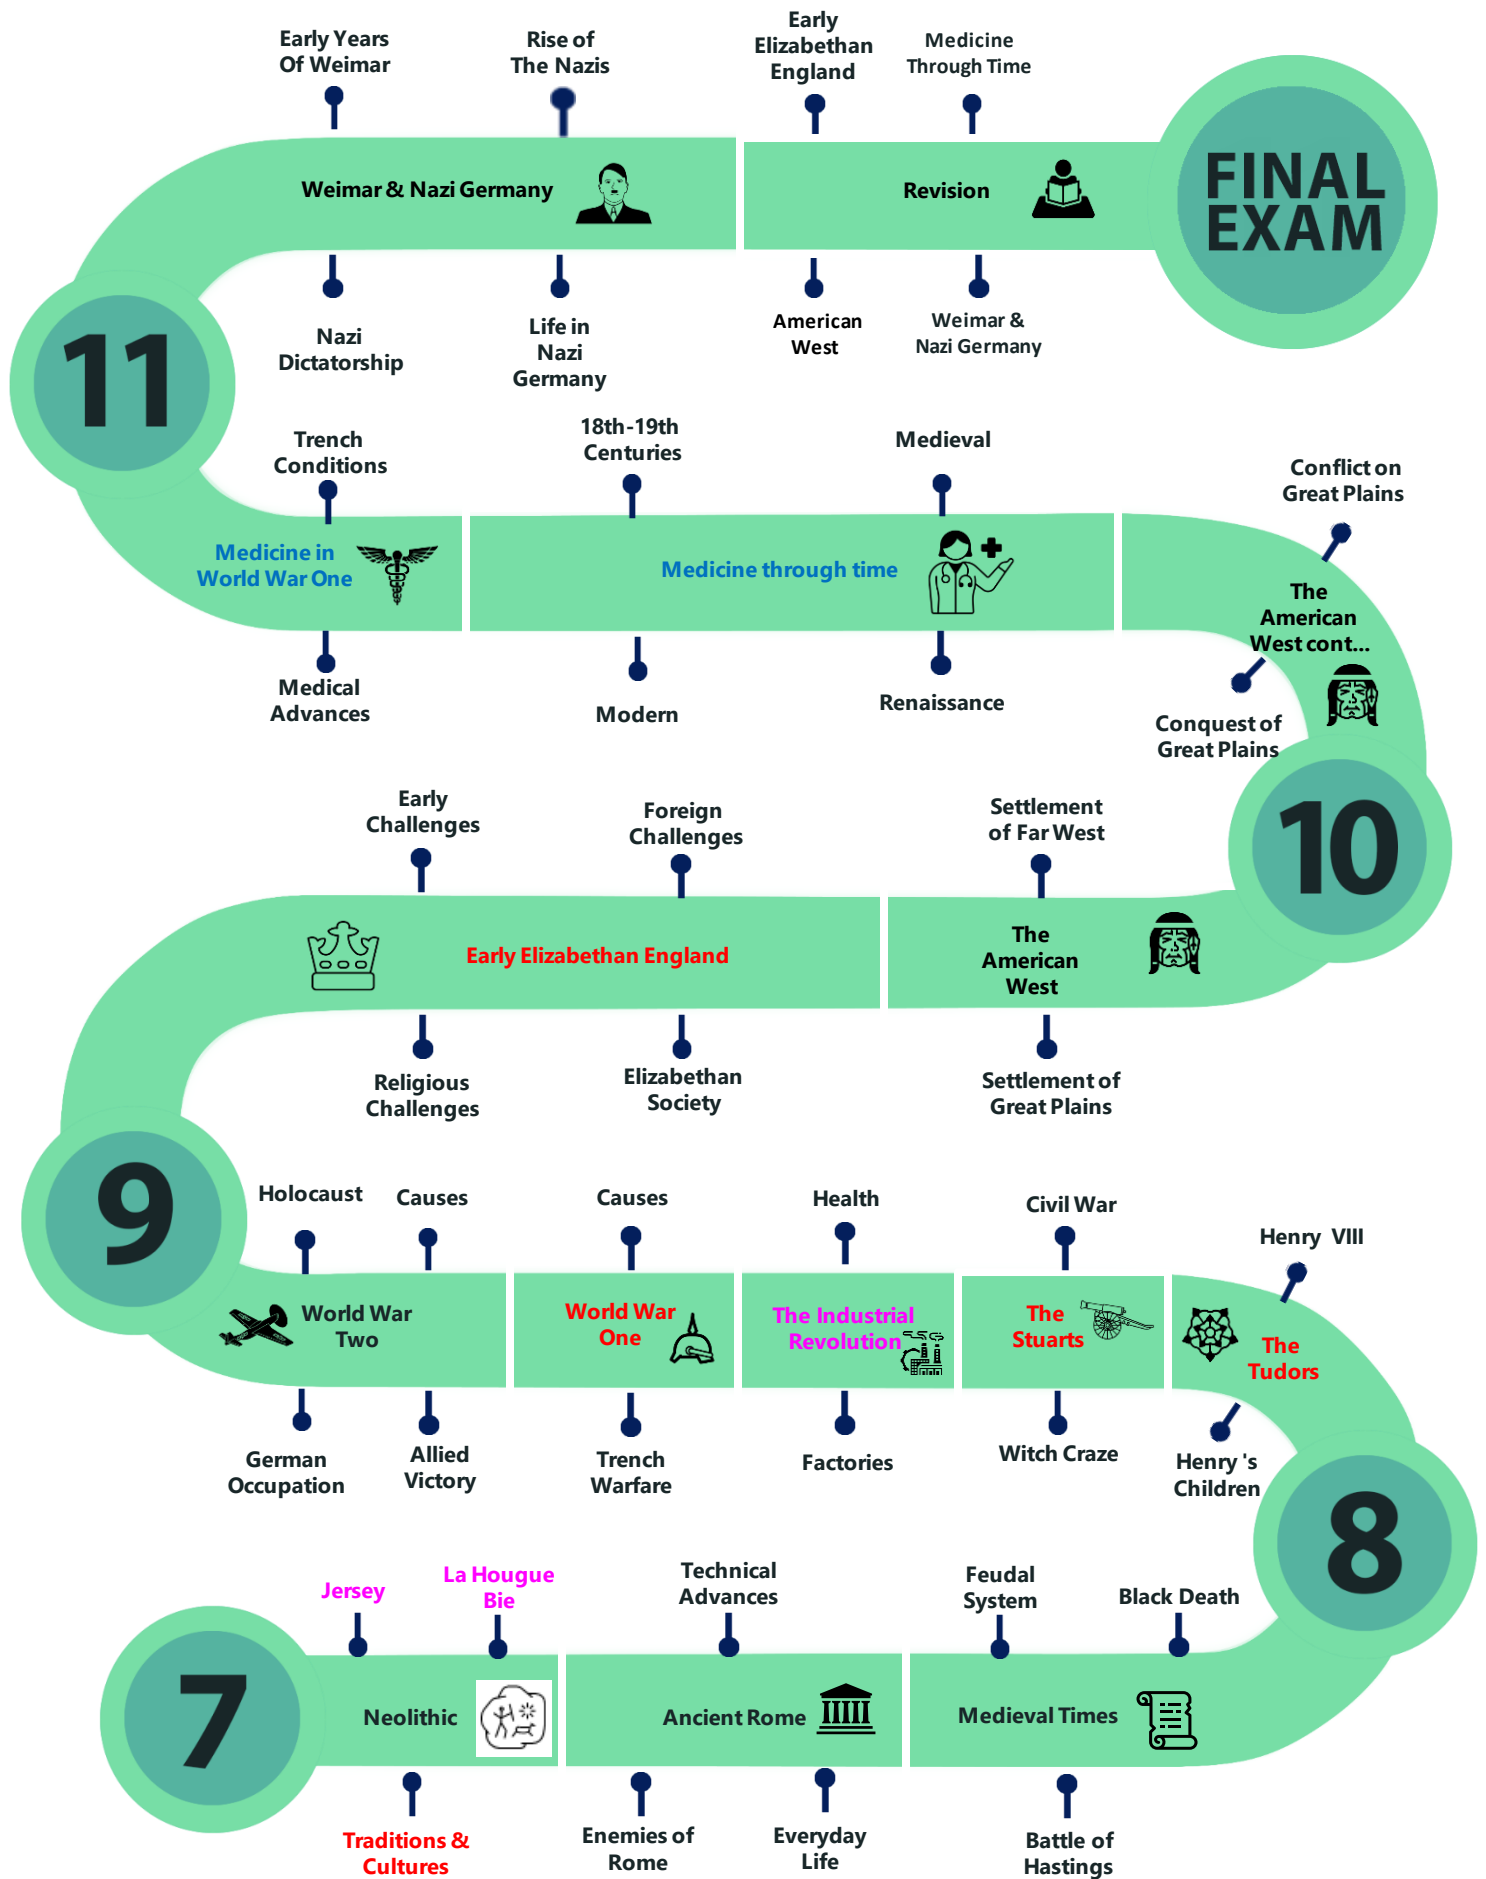 Early Years
Of Weimar
Rise of
The Nazis
Early
Elizabethan
England
Medicine
Through Time
Weimar & Nazi Germany
Revision
FINAL
EXAM
Nazi
Dictatorship
Life in
Nazi
Germany
American
West
Weimar &
Nazi Germany
11
Trench
Conditions
18th-19th
Centuries
Medieval
Conflict on
Great Plains
Medicine in
World War One
Medicine through time
The
American
West cont...
Medical
Advances
Modern
Renaissance
Conquest of
Great Plains
10
Early
Challenges
Foreign
Challenges
Settlement
of Far West
Early Elizabethan England
The
American
West
Religious
Challenges
Elizabethan
Society
Settlement of
Great Plains
9
Holocaust
Causes
Causes
Health
Civil War
Henry VIII
World War
Two
World War
One
The Industrial
Revolution
The
Stuarts
The
Tudors
German
Occupation
Allied
Victory
Trench
Warfare
Factories
Witch Craze
Henry 's
Children
8
Jersey
La Hougue
Bie
Technical
Advances
Feudal
System
Black Death
7
Neolithic
Ancient Rome
Medieval Times
Traditions &
Cultures
Enemies of
Rome
Everyday
Life
Battle of
Hastings